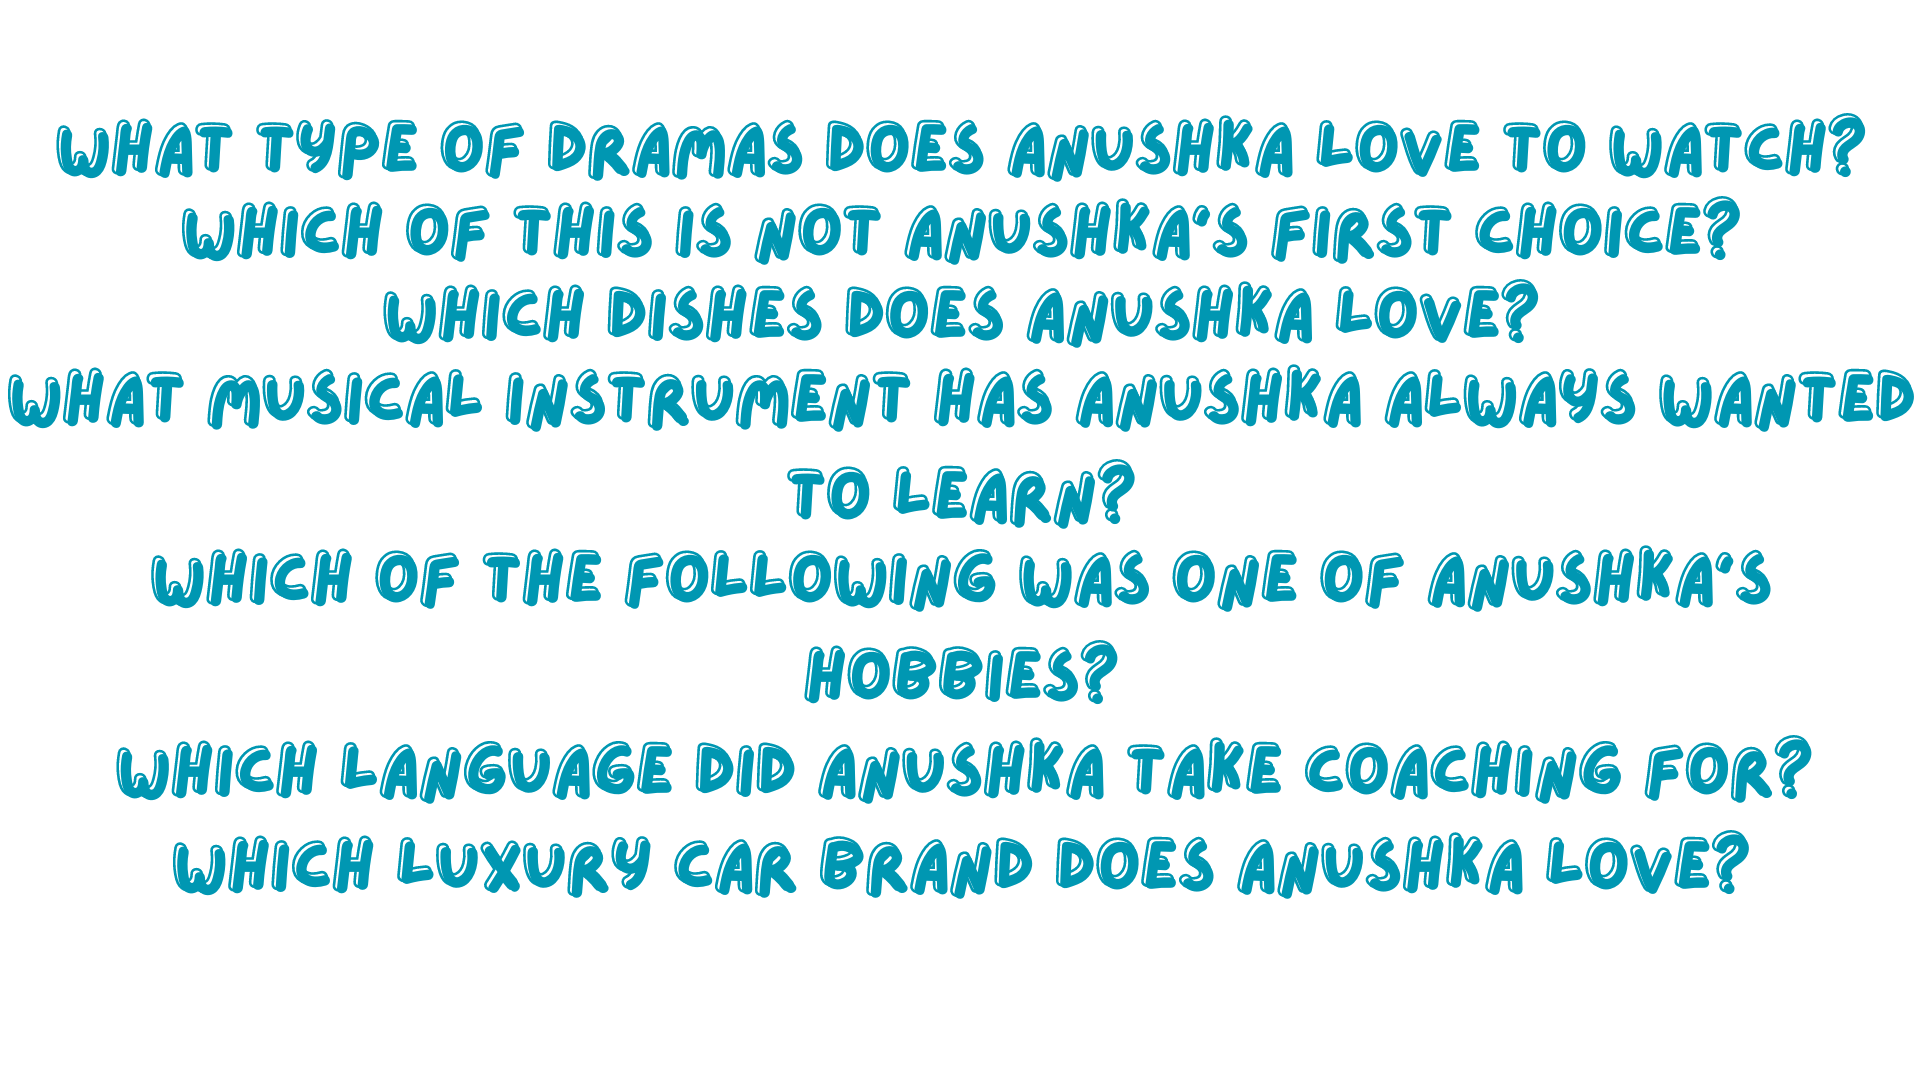 WHAT TYPE OF DRAMAS DOES ANUSHKA LOVE TO WATCH?
WHICH OF THIS IS NOT ANUSHKA'S FIRST CHOICE?
WHICH DISHES DOES ANUSHKA LOVE?
WHAT MUSICAL INSTRUMENT HAS ANUSHKA ALWAYS WANTED
TO LEARN?
WHICH OF THE FOLLOWING WAS ONE OF ANUSHKA'S
HOBBIES?
WHICH LANGUAGE DID ANUSHKA TAKE COACHING FOR?
WHICH LUXURY CAR BRAND DOES ANUSHKA LOVE?